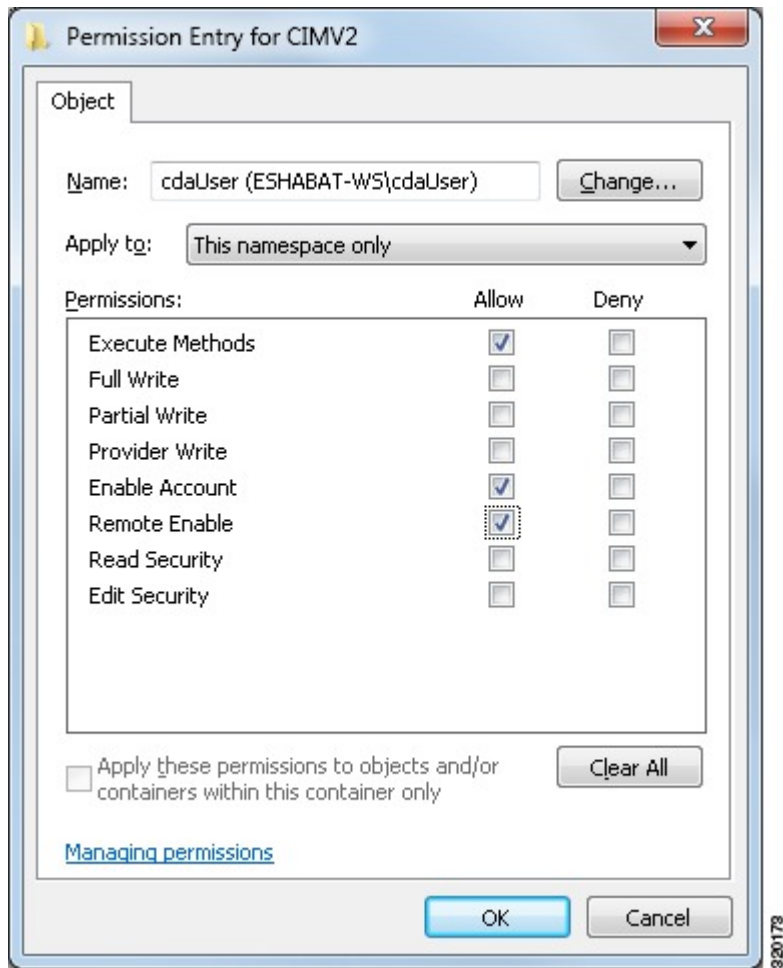 Permission Entry for CIMV2
Object
Name: cdaUser (ESHABAT-WS\cdaUser) Change...
Apply to: This namespace only
Permissions: Allow Deny
Execute Methods
Full Write
Partial Write
Provider Write
Enable Account
Remote Enable
Read Security
Edit Security
Apply these permissions to objects and/or
containers within this container only
Clear All
Managing permissions
OK Cancel
320173